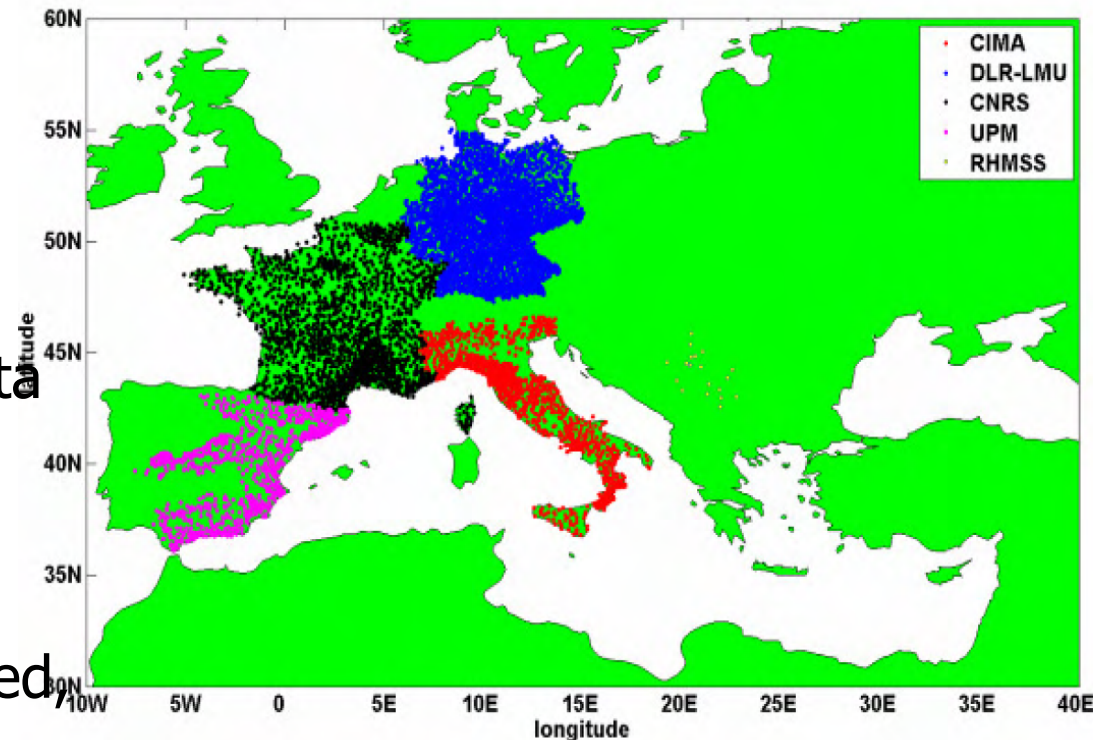 60N
55N
50N
45N
40N
35N
30N
latitude
ta
ed,
CIMA
DLR-LMU
CNRS
UPM
RHMSS
10W 5W 0 5E 10E 15E 20E 25E 30E 35E 40E
longitude